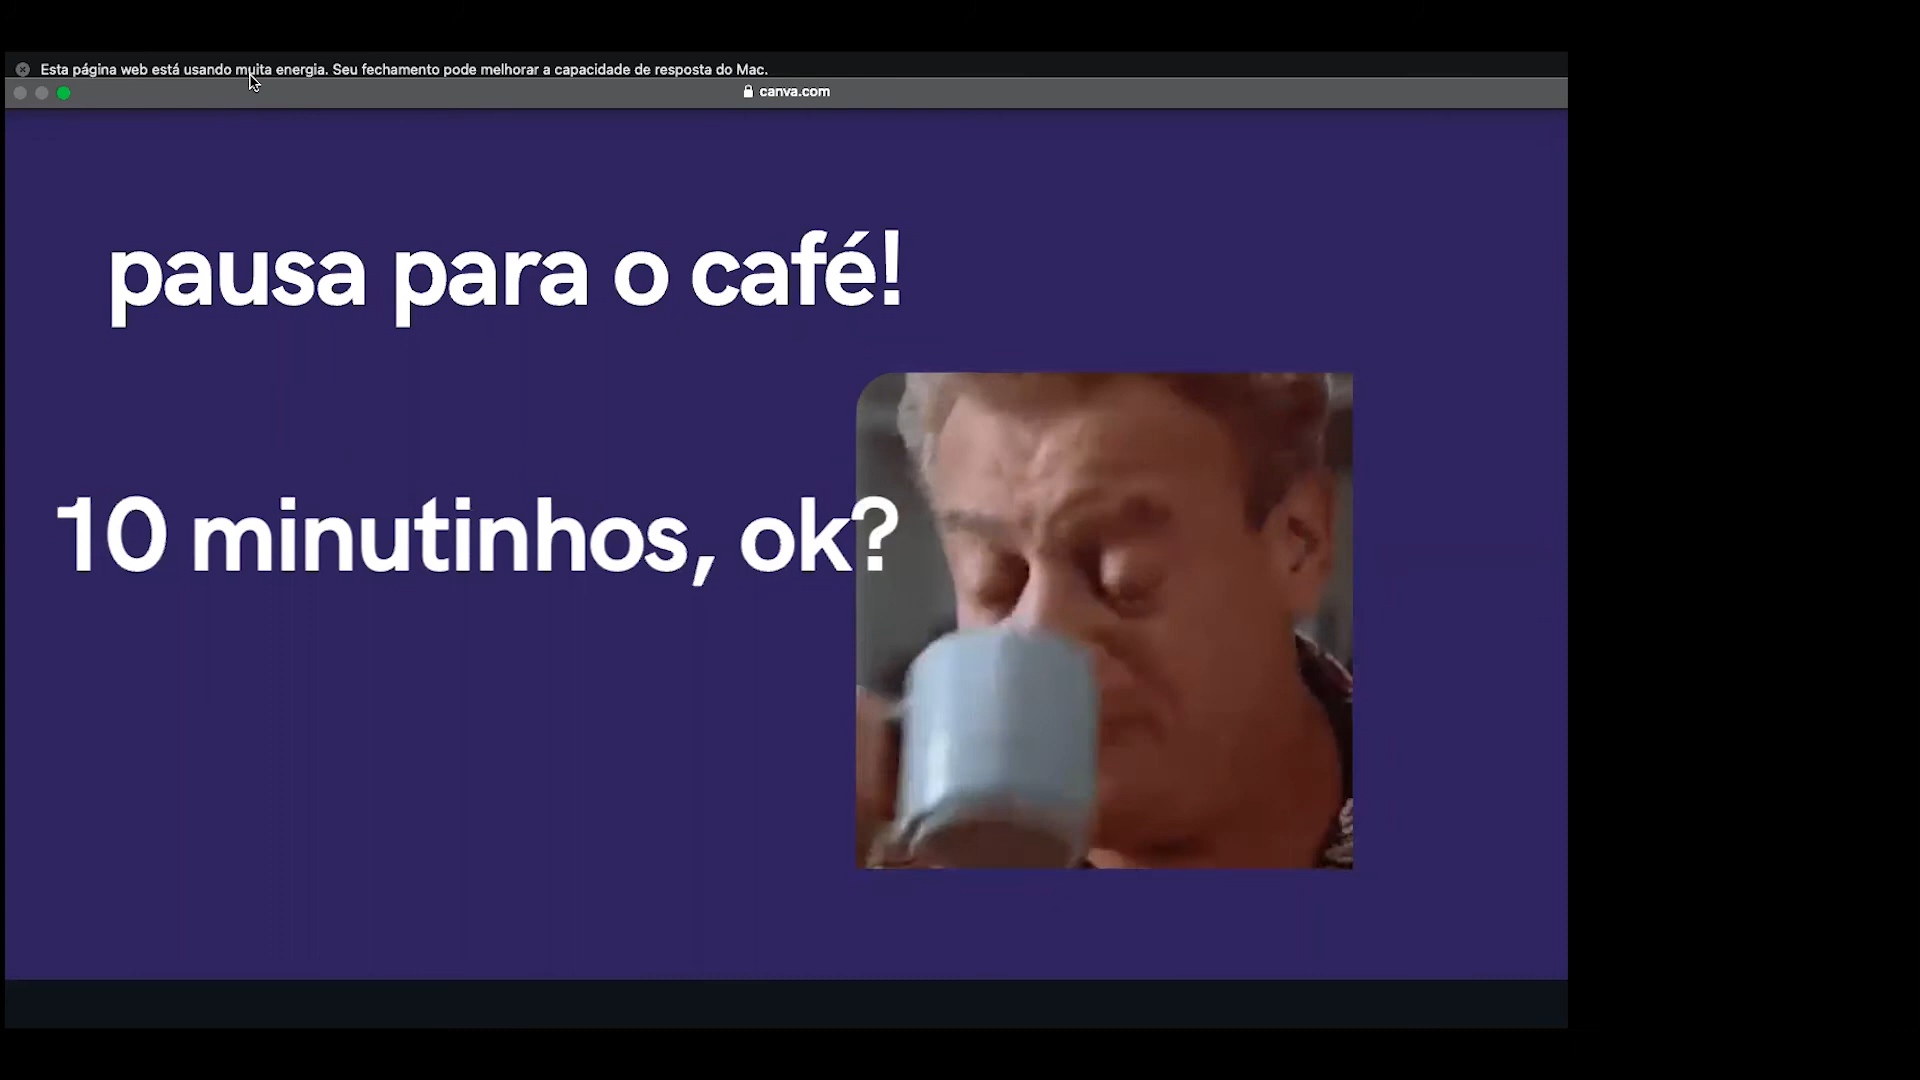 Esta página web está usando muita energia. Seu fechamento pode melhorar a capacidade de resposta do Mac.
canva.com
pausa para o café!
10 minutinhos, ok?